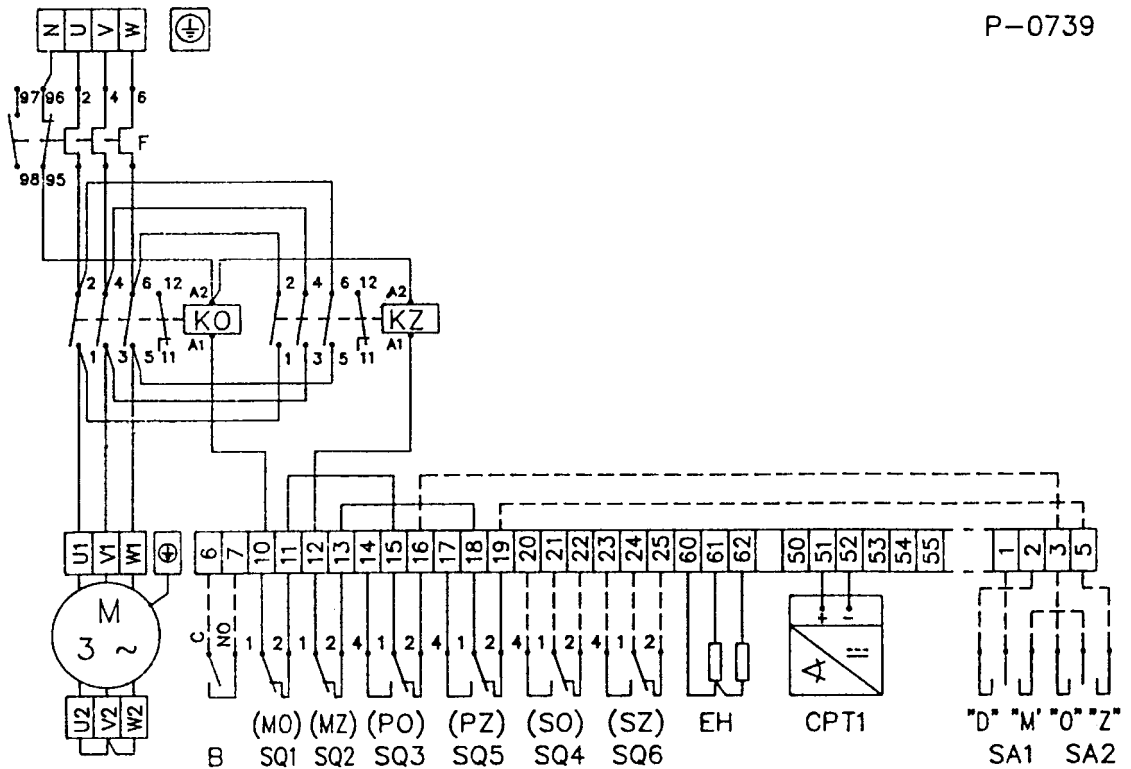 P-0739
N U V W
97 96 2 4 6
F
98 95
2 4 6 12 A2 2 4 6 12 A2
KO KZ
1 3 5 11 A1 1 3 5 11 A1
U1 V1 W1 6 7 10 11 12 13 14 15 16 17 18 19 20 21 22 23 24 25 60 61 62 50 51 52 53 54 55 1 2 3 5
M
3 ~
C NO 1 2 1 2 4 1 2 4 1 2 4 1 2 4 1 2
+ -
A
U2 V2 W2
(MO) (MZ) (PO) (PZ) (SO) (SZ) EH CPT1 "D" "M' "O" "Z"
B SQ1 SQ2 SQ3 SQ5 SQ4 SQ6 SA1 SA2